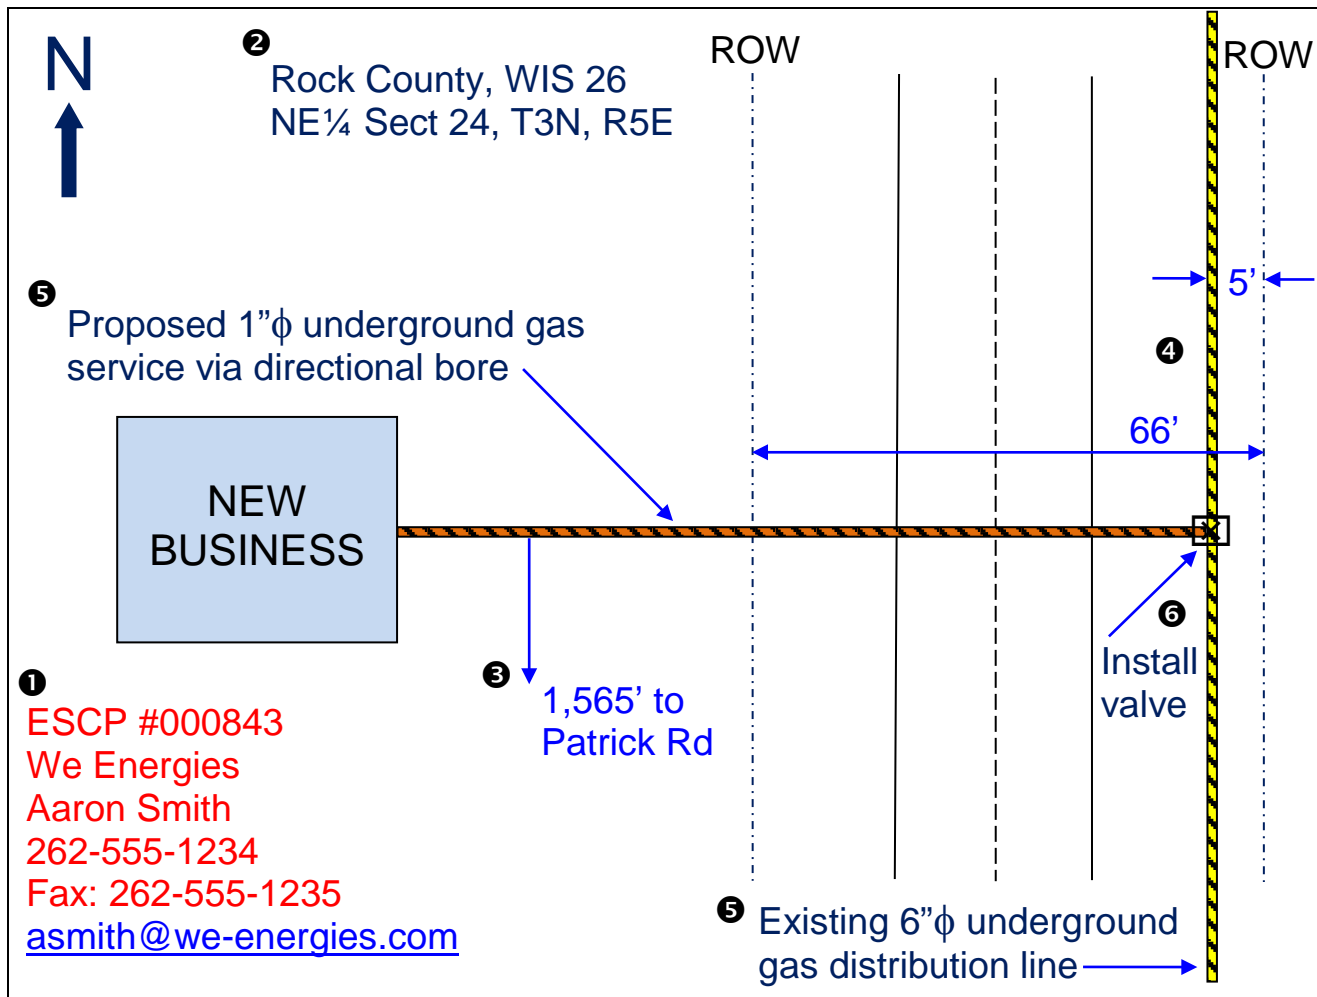 N
❷
Rock County, WIS 26
NE¼ Sect 24, T3N, R5E
ROW
ROW
5’
❺
Proposed 1”ϕ underground gas
service via directional bore
❹
66’
NEW
BUSINESS
❸
1,565’ to
Patrick Rd
❻
Install
valve
❶
ESCP #000843
We Energies
Aaron Smith
262-555-1234
Fax: 262-555-1235
asmith@we-energies.com
❺
Existing 6”ϕ underground
gas distribution line